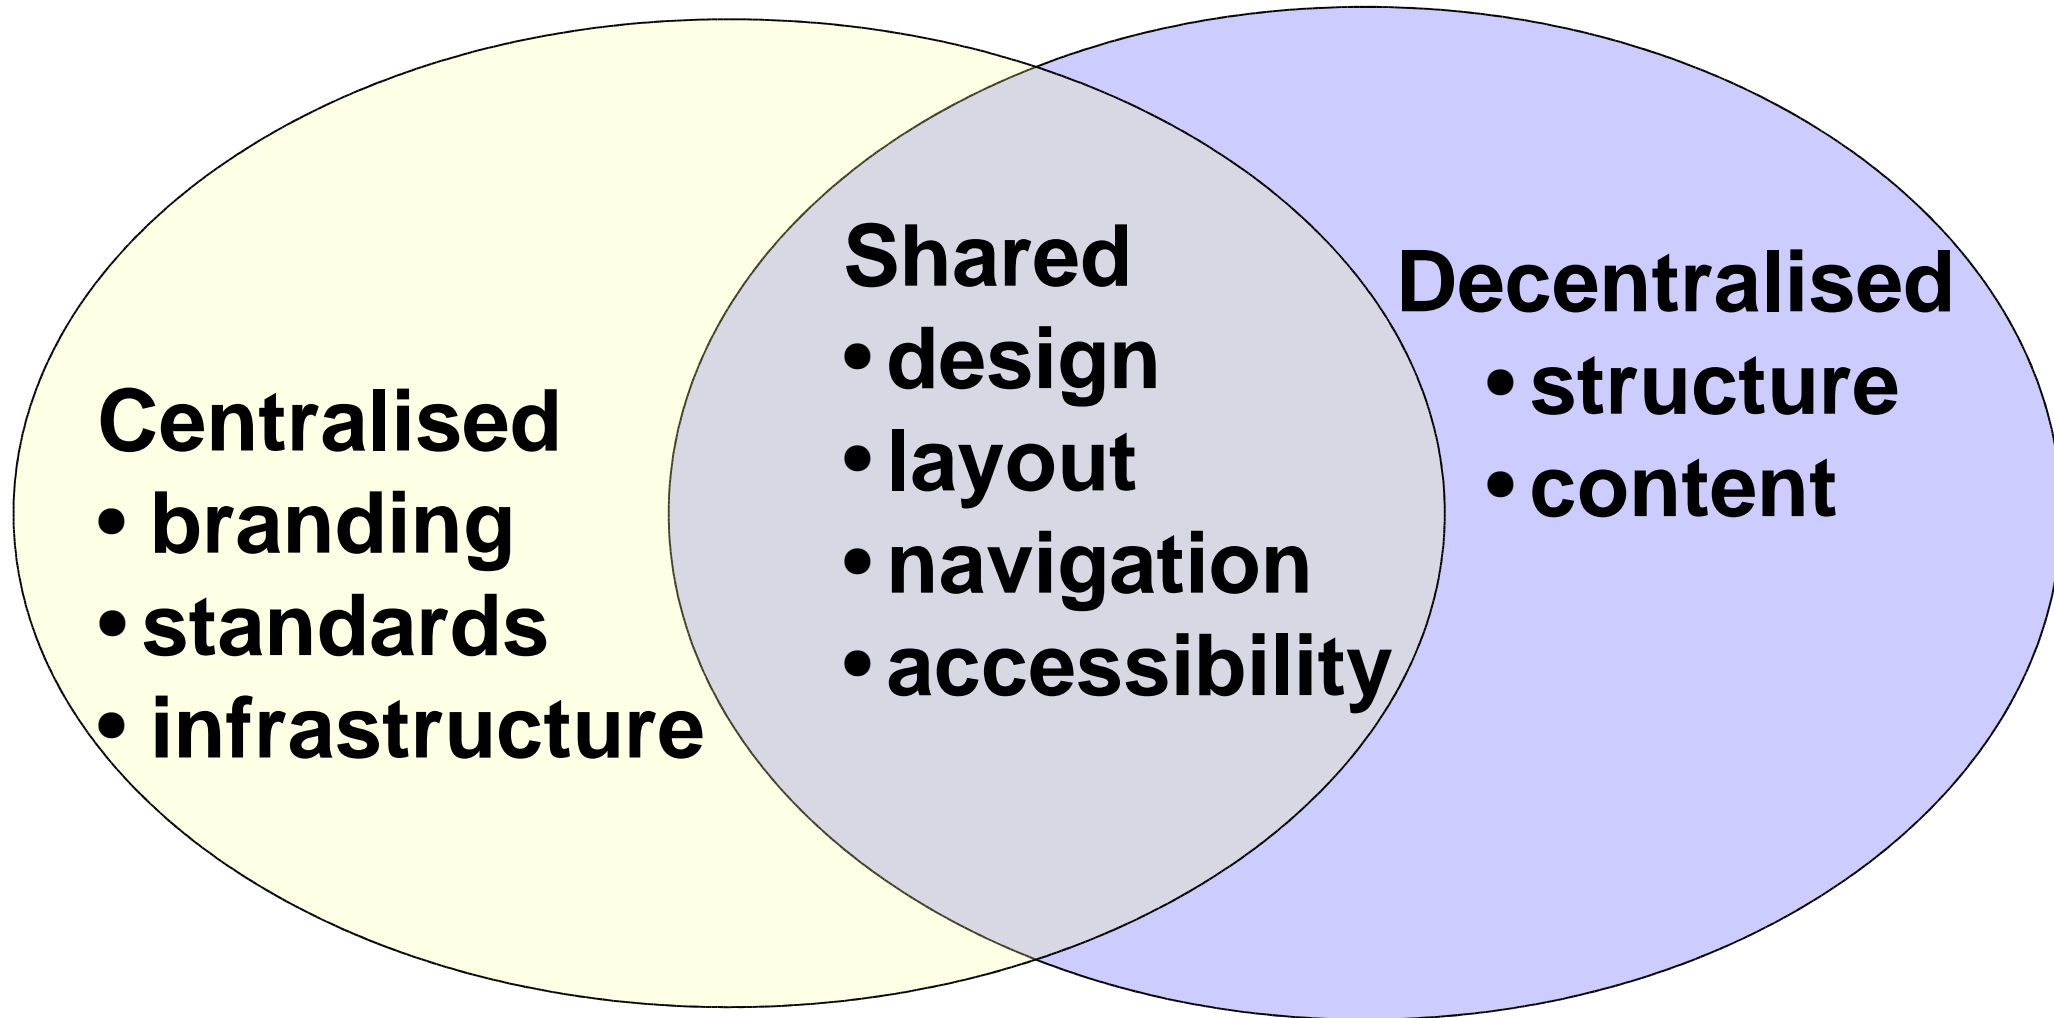 Centralised
• branding
• standards
• infrastructure
Shared
• design
• layout
• navigation
• accessibility
Decentralised
• structure
• content